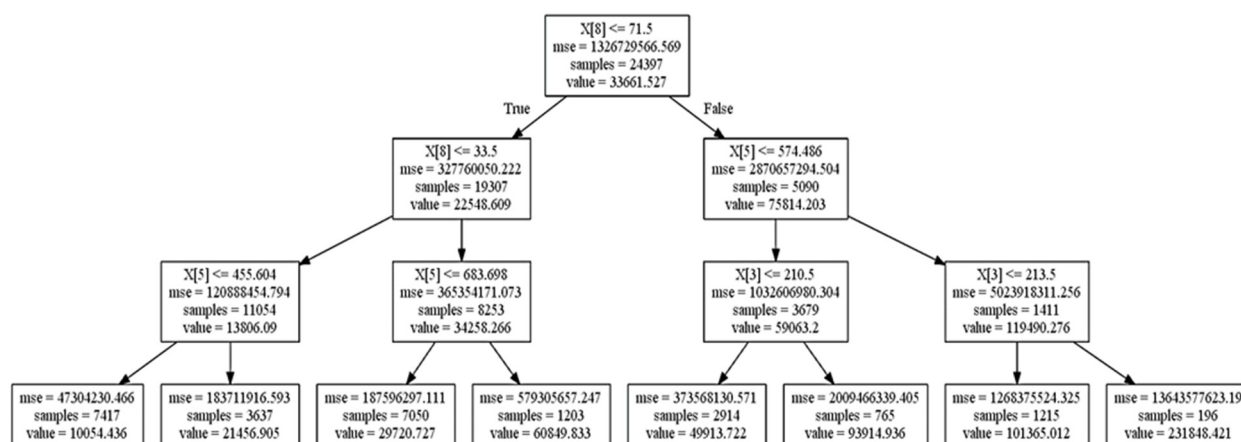 X[8] <= 71.5
mse = 1326729566.569
samples = 24397
value = 33661.527
True
False
X[8] <= 33.5
mse = 327760050.222
samples = 19307
value = 22548.609
X[5] <= 574.486
mse = 2870657294.504
samples = 5090
value = 75814.203
X[5] <= 455.604
mse = 120888454.794
samples = 11054
value = 13806.09
X[5] <= 683.698
mse = 365354171.073
samples = 8253
value = 34258.266
X[3] <= 210.5
mse = 1032606980.304
samples = 3679
value = 59063.2
X[3] <= 213.5
mse = 5023918311.256
samples = 1411
value = 119490.276
mse = 47304230.466
samples = 7417
value = 10054.436
mse = 183711916.593
samples = 3637
value = 21456.905
mse = 187596297.111
samples = 7050
value = 29720.727
mse = 579305657.247
samples = 1203
value = 60849.833
mse = 373568130.571
samples = 2914
value = 49913.722
mse = 2009466339.405
samples = 765
value = 93914.936
mse = 1268375524.325
samples = 1215
value = 101365.012
mse = 13643577623.19
samples = 196
value = 231848.421